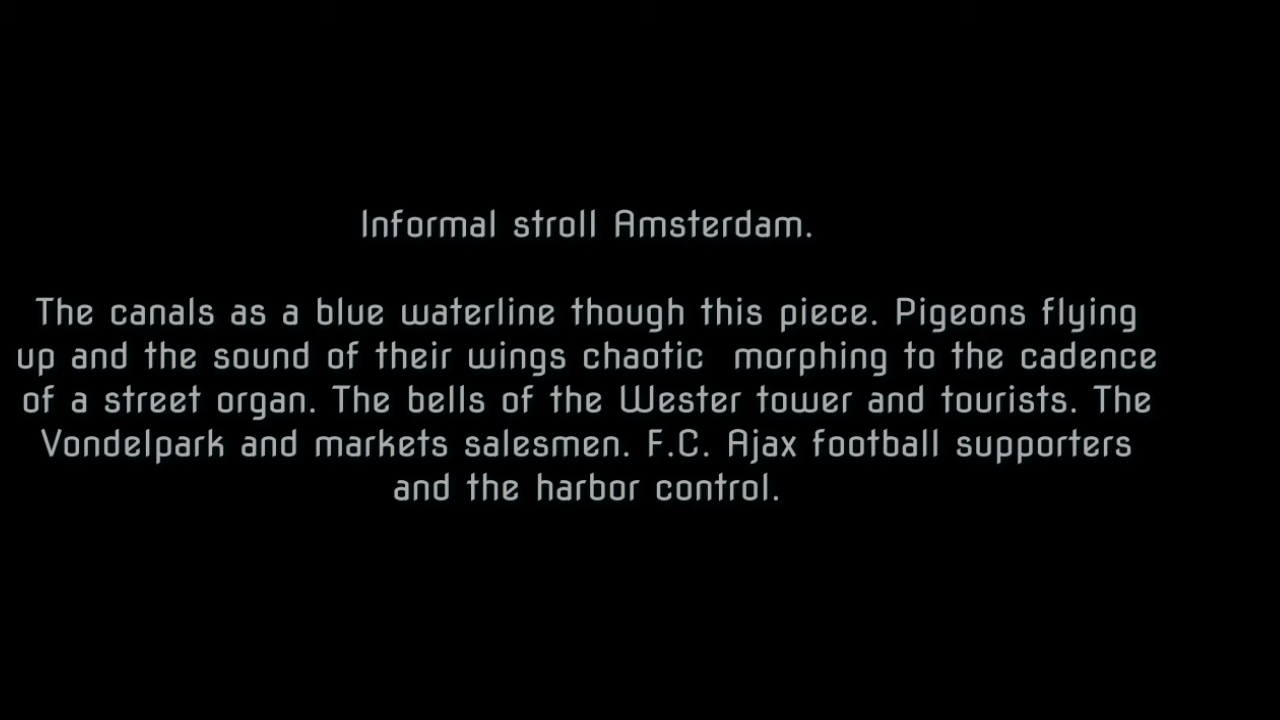 Informal stroll Amsterdam.
The canals as a blue waterline though this piece. Pigeons flying
up and the sound of their wings chaotic  morphing to the cadence
of a street organ. The bells of the Wester tower and tourists. The
Vondelpark and markets salesmen. F.C. Ajax football supporters
and the harbor control.